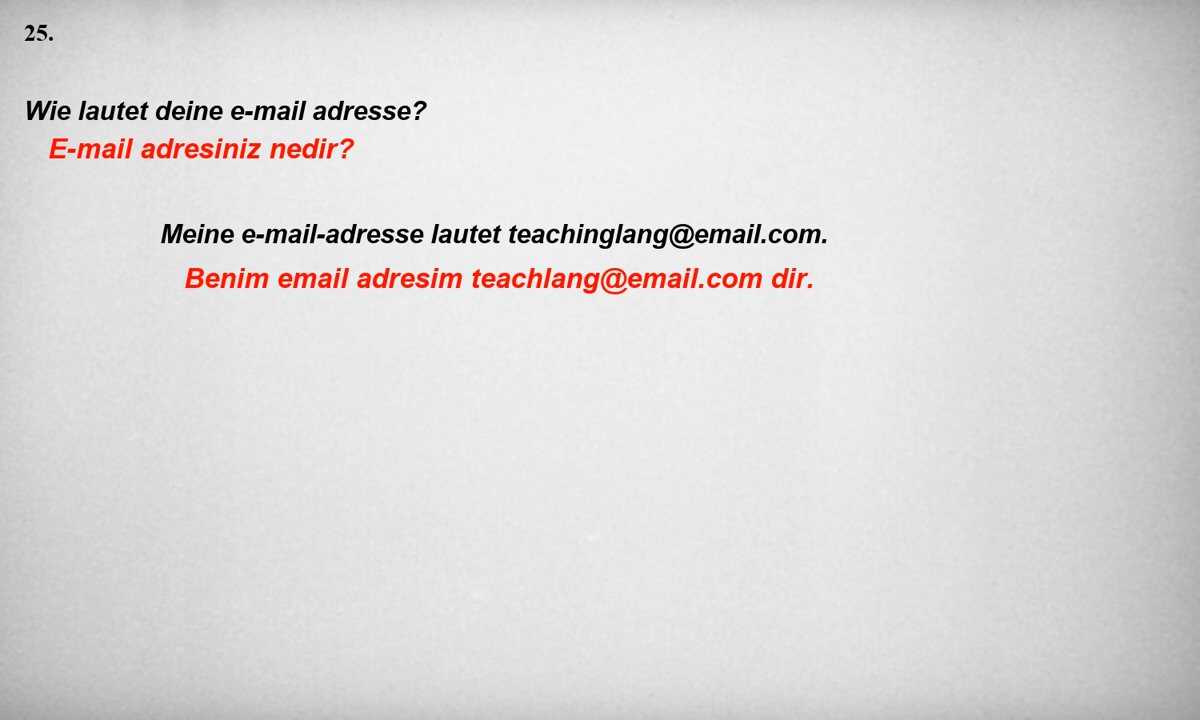 25.
Wie lautet deine e-mail adresse?
E-mail adresiniz nedir?
Meine e-mail-adresse lautet teachinglang@email.com.
Benim email adresim teachlang@email.com dir.